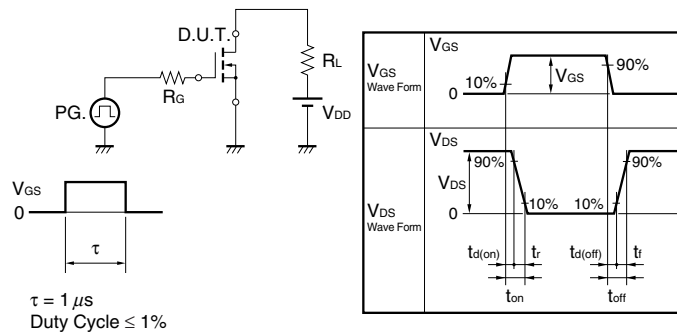 D.U.T.
RG
PG.
RL
VDD
VGS
0
τ
τ = 1 μs
Duty Cycle ≤ 1%
VGS
Wave Form
VGS
10%
VGS
90%
0
VDS
Wave Form
VDS
90%
VDS
10%
10%
90%
0
td(on)
tr
td(off)
tf
ton
toff